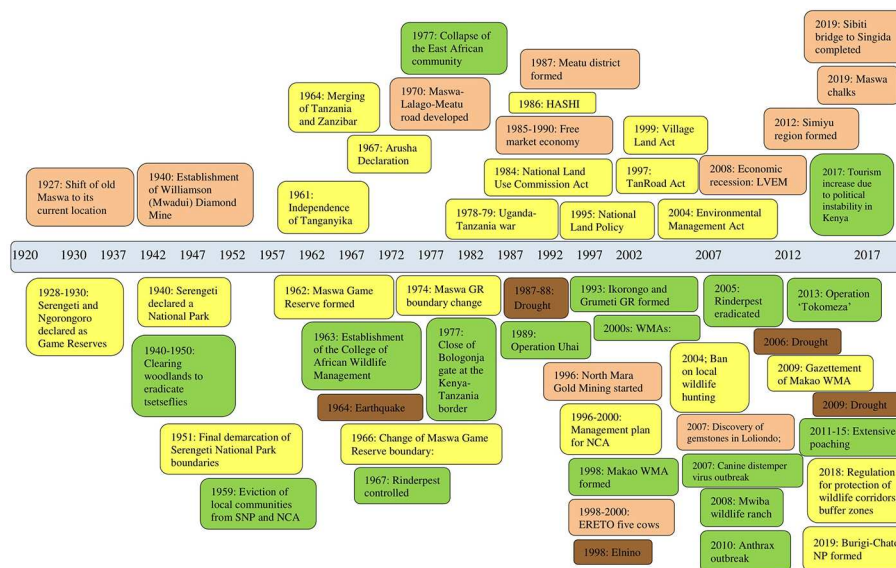 2019: Sibiti
bridge to Singida
completed
1977: Collapse of
the East African
community
1987: Meatu district
formed
2019: Maswa
chalks
1964: Merging
of Tanzania
and Zanzibar
1970: Maswa-
Lalago-Meatu
road developed
1986: HASHI
2012: Simiyu
region formed
1985-1990: Free
market economy
1999: Village
Land Act
1967: Arusha
Declaration
1927: Shift of old
Maswa to its
current location
1940: Establishment
of Williamson
(Mwadui) Diamond
Mine
1984: National Land
Use Commission Act
1997:
TanRoad Act
2008: Economic
recession: LVEM
2017: Tourism
increase due to
political
instability in
Kenya
1961:
Independence
of Tanganyika
1978-79: Uganda-
Tanzania war
1995: National
Land Policy
2004: Environmental
Management Act
1920 1930 1937 1942 1947 1952 1962 1967 1972 1977 1982 1987 1992 1997 2007 2012 2017
1928-1930:
Serengeti and
Ngorongoro
declared as
Game Reserves
1940: Serengeti
declared a
National Park
1962: Maswa Game
Reserve formed
1974: Maswa GR
boundary change
1987-88:
Drought
1993: Ikorongo and
Grumeti GR formed
2005:
Rinderpest
eradicated
2013: Operation
‘Tokomeza’
1940-1950:
Clearing
woodlands to
eradicate
tsetseflies
1963: Establishment
of the College of
African Wildlife
Management
1977:
Close of
Bologonja
gate at the
Kenya-
Tanzania
border
1989:
Operation Uhai
2000s: WMAs:
2006: Drought
2004; Ban
on local
wildlife
hunting
1996: North Mara
Gold Mining started
2009: Gazettement
of Makao WMA
1964: Earthquake
2009: Drought
1996-2000:
Management plan
for NCA
2007: Discovery of
gemstones in Loliondo;
2011-15: Extensive
poaching
1951: Final demarcation of
Serengeti National Park
boundaries
1966: Change of Maswa Game
Reserve boundary:
1998: Makao WMA
formed
2007: Canine distemper
virus outbreak
2018: Regulation
for protection of
wildlife corridors
buffer zones
1967: Rinderpest
controlled
1959: Eviction of
local communities
from SNP and NCA
2008: Mwiba
wildlife ranch
1998-2000:
ERETO five cows
1998: Elnino
2010: Anthrax
outbreak
2019: Burigi-Chato
NP formed